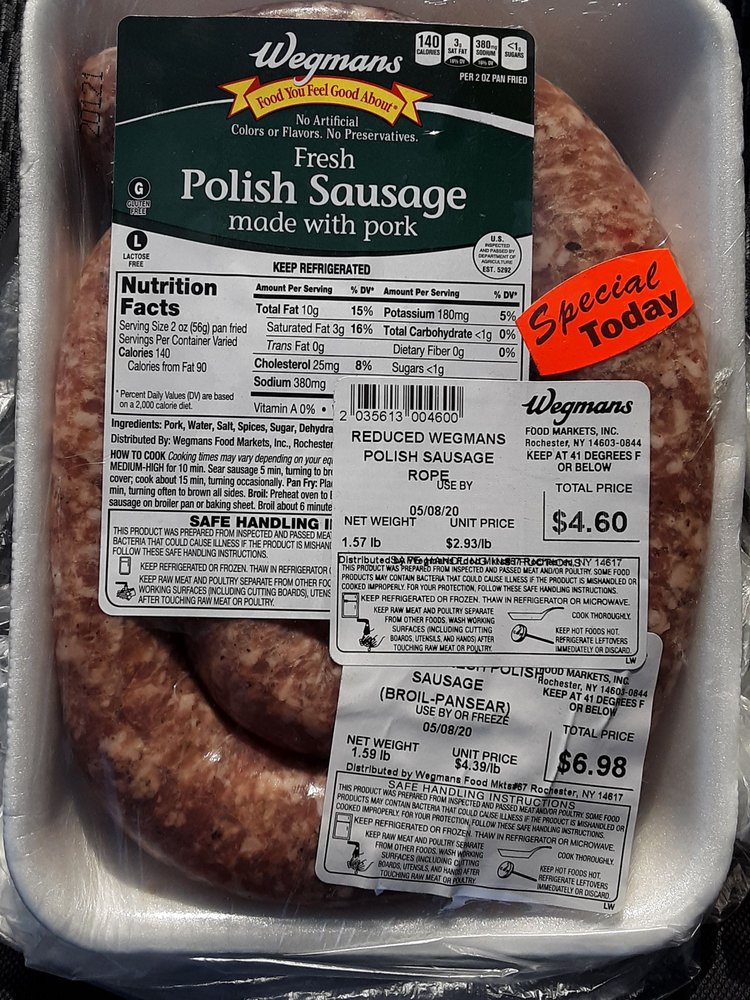 24121
Wegmans
Food You Feel Good About
No Artificial
Colors or Flavors. No Preservatives.
Fresh
Polish Sausage
made with pork
140 CALORIES
3g SAT FAT 16% DV
380mg SODIUM 16% DV
<1g SUGARS
PER 2 OZ PAN FRIED
G
GLUTEN
FREE
L
LACTOSE
FREE
U.S.
INSPECTED
AND PASSED BY
DEPARTMENT OF
AGRICULTURE
EST. 5292
KEEP REFRIGERATED
Nutrition
Facts
Serving Size 2 oz (56g) pan fried
Servings Per Container Varied
Calories 140
Calories from Fat 90
*Percent Daily Values (DV) are based
on a 2,000 calorie diet.
Amount Per Serving % DV* Amount Per Serving % DV*
Total Fat 10g 15% Potassium 180mg 5%
Saturated Fat 3g 16% Total Carbohydrate <1g 0%
Trans Fat 0g Dietary Fiber 0g 0%
Cholesterol 25mg 8% Sugars <1g
Sodium 380mg
Vitamin A 0% •
Ingredients: Pork, Water, Salt, Spices, Sugar, Dehydra
Distributed By: Wegmans Food Markets, Inc., Rochester
HOW TO COOK Cooking times may vary depending on your equ
MEDIUM-HIGH for 10 min. Sear sausage 5 min, turning to br
cover; cook about 15 min, turning occasionally. Pan Fry: Pla
min, turning often to brown all sides. Broil: Preheat oven to
sausage on broiler pan or baking sheet. Broil about 6 minute
SAFE HANDLING I
THIS PRODUCT WAS PREPARED FROM INSPECTED AND PASSED MEAT
BACTERIA THAT COULD CAUSE ILLNESS IF THE PRODUCT IS MISHAN
FOLLOW THESE SAFE HANDLING INSTRUCTIONS.
KEEP REFRIGERATED OR FROZEN. THAW IN REFRIGERATOR
KEEP RAW MEAT AND POULTRY SEPARATE FROM OTHER FOO
WORKING SURFACES (INCLUDING CUTTING BOARDS), UTENS
AFTER TOUCHING RAW MEAT OR POULTRY.
Special
Today
2 035613 004600
REDUCED WEGMANS
POLISH SAUSAGE
ROPE
USE BY
05/08/20
NET WEIGHT UNIT PRICE
1.57 lb $2.93/lb
Wegmans
FOOD MARKETS, INC.
Rochester, NY 14603-0844
KEEP AT 41 DEGREES F
OR BELOW
TOTAL PRICE
$4.60
THIS PRODUCT WAS PREPARED FROM INSPECTED AND PASSED MEAT AND/OR POULTRY. SOME FOOD
PRODUCTS MAY CONTAIN BACTERIA THAT COULD CAUSE ILLNESS IF THE PRODUCT IS MISHANDLED OR
COOKED IMPROPERLY. FOR YOUR PROTECTION, FOLLOW THESE SAFE HANDLING INSTRUCTIONS.
KEEP REFRIGERATED OR FROZEN. THAW IN REFRIGERATOR OR MICROWAVE.
KEEP RAW MEAT AND POULTRY SEPARATE
FROM OTHER FOODS. WASH WORKING
SURFACES (INCLUDING CUTTING
BOARDS, UTENSILS, AND HANDS) AFTER
TOUCHING RAW MEAT OR POULTRY
COOK THOROUGHLY.
KEEP HOT FOODS HOT.
REFRIGERATE LEFTOVERS
IMMEDIATELY OR DISCARD.
LW
POLISH
SAUSAGE
(BROIL-PANSEAR)
USE BY OR FREEZE
05/08/20
NET WEIGHT UNIT PRICE
1.59 lb $4.39/lb
FOOD MARKETS, INC.
Rochester, NY 14603-0844
KEEP AT 41 DEGREES F
OR BELOW
TOTAL PRICE
$6.98
Distributed by Wegmans Food Mkts#67 Rochester, NY 14617
SAFE HANDLING INSTRUCTIONS
THIS PRODUCT WAS PREPARED FROM INSPECTED AND PASSED MEAT AND/OR POULTRY. SOME FOOD
PRODUCTS MAY CONTAIN BACTERIA THAT COULD CAUSE ILLNESS IF THE PRODUCT IS MISHANDLED OR
COOKED IMPROPERLY. FOR YOUR PROTECTION, FOLLOW THESE SAFE HANDLING INSTRUCTIONS.
KEEP REFRIGERATED OR FROZEN. THAW IN REFRIGERATOR OR MICROWAVE.
KEEP RAW MEAT AND POULTRY SEPARATE
FROM OTHER FOODS. WASH WORKING
SURFACES (INCLUDING CUTTING
BOARDS, UTENSILS, AND HANDS) AFTER
TOUCHING RAW MEAT OR POULTRY.
COOK THOROUGHLY.
KEEP HOT FOODS HOT.
REFRIGERATE LEFTOVERS
IMMEDIATELY OR DISCARD.
LW